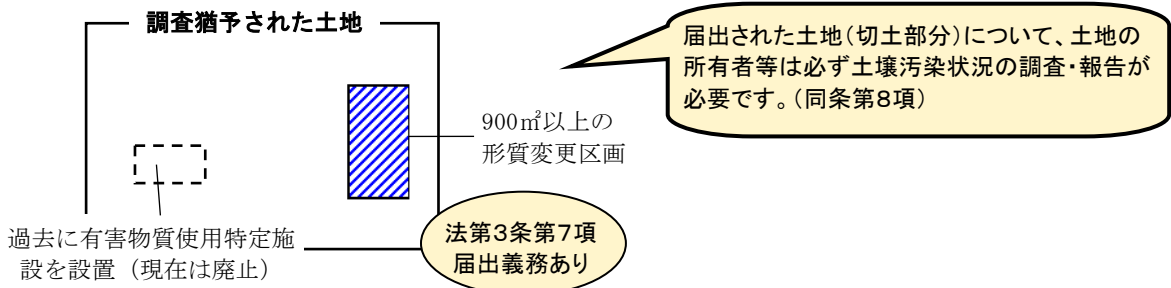 調査猶予された土地
届出された土地(切土部分)について、土地の
所有者等は必ず土壌汚染状況の調査・報告が
必要です。(同条第8項)
900㎡以上の
形質変更区画
過去に有害物質使用特定施
設を設置（現在は廃止）
法第3条第7項
届出義務あり